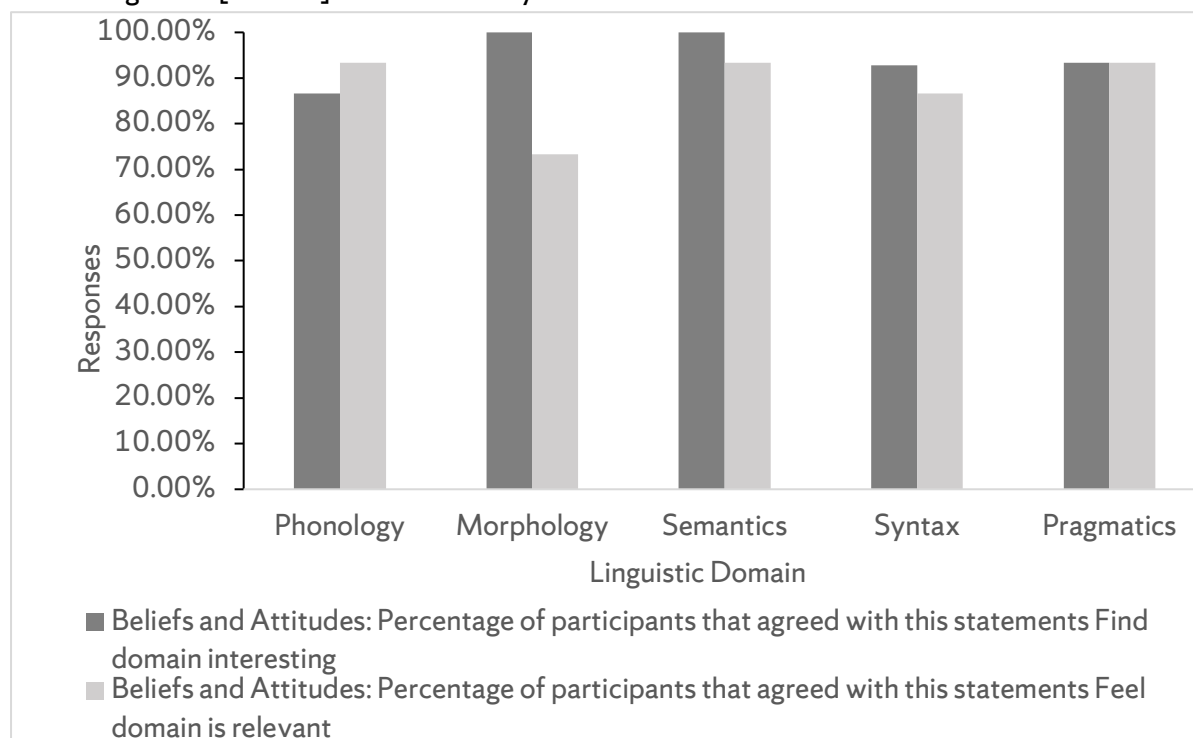 100.00%
90.00%
80.00%
70.00%
60.00%
50.00%
40.00%
30.00%
20.00%
10.00%
0.00%
Responses
Phonology Morphology Semantics Syntax Pragmatics
Linguistic Domain
Beliefs and Attitudes: Percentage of participants that agreed with this statements Find
domain interesting
Beliefs and Attitudes: Percentage of participants that agreed with this statements Feel
domain is relevant